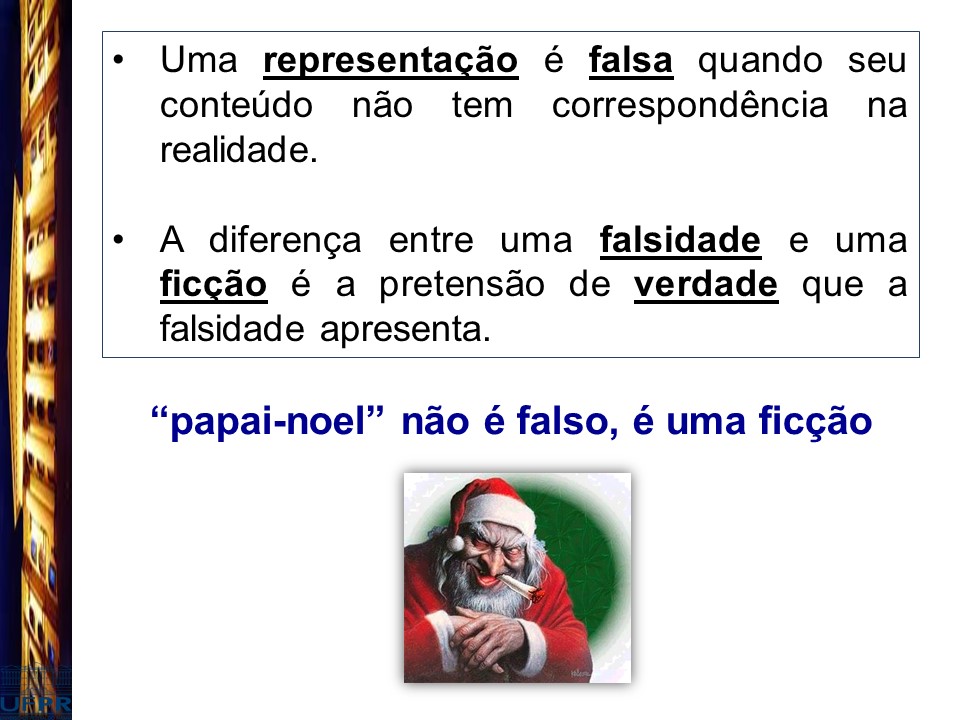 • Uma representação é falsa quando seu
conteúdo não tem correspondência na
realidade.
• A diferença entre uma falsidade e uma
ficção é a pretensão de verdade que a
falsidade apresenta.
“papai-noel” não é falso, é uma ficção
UFPR